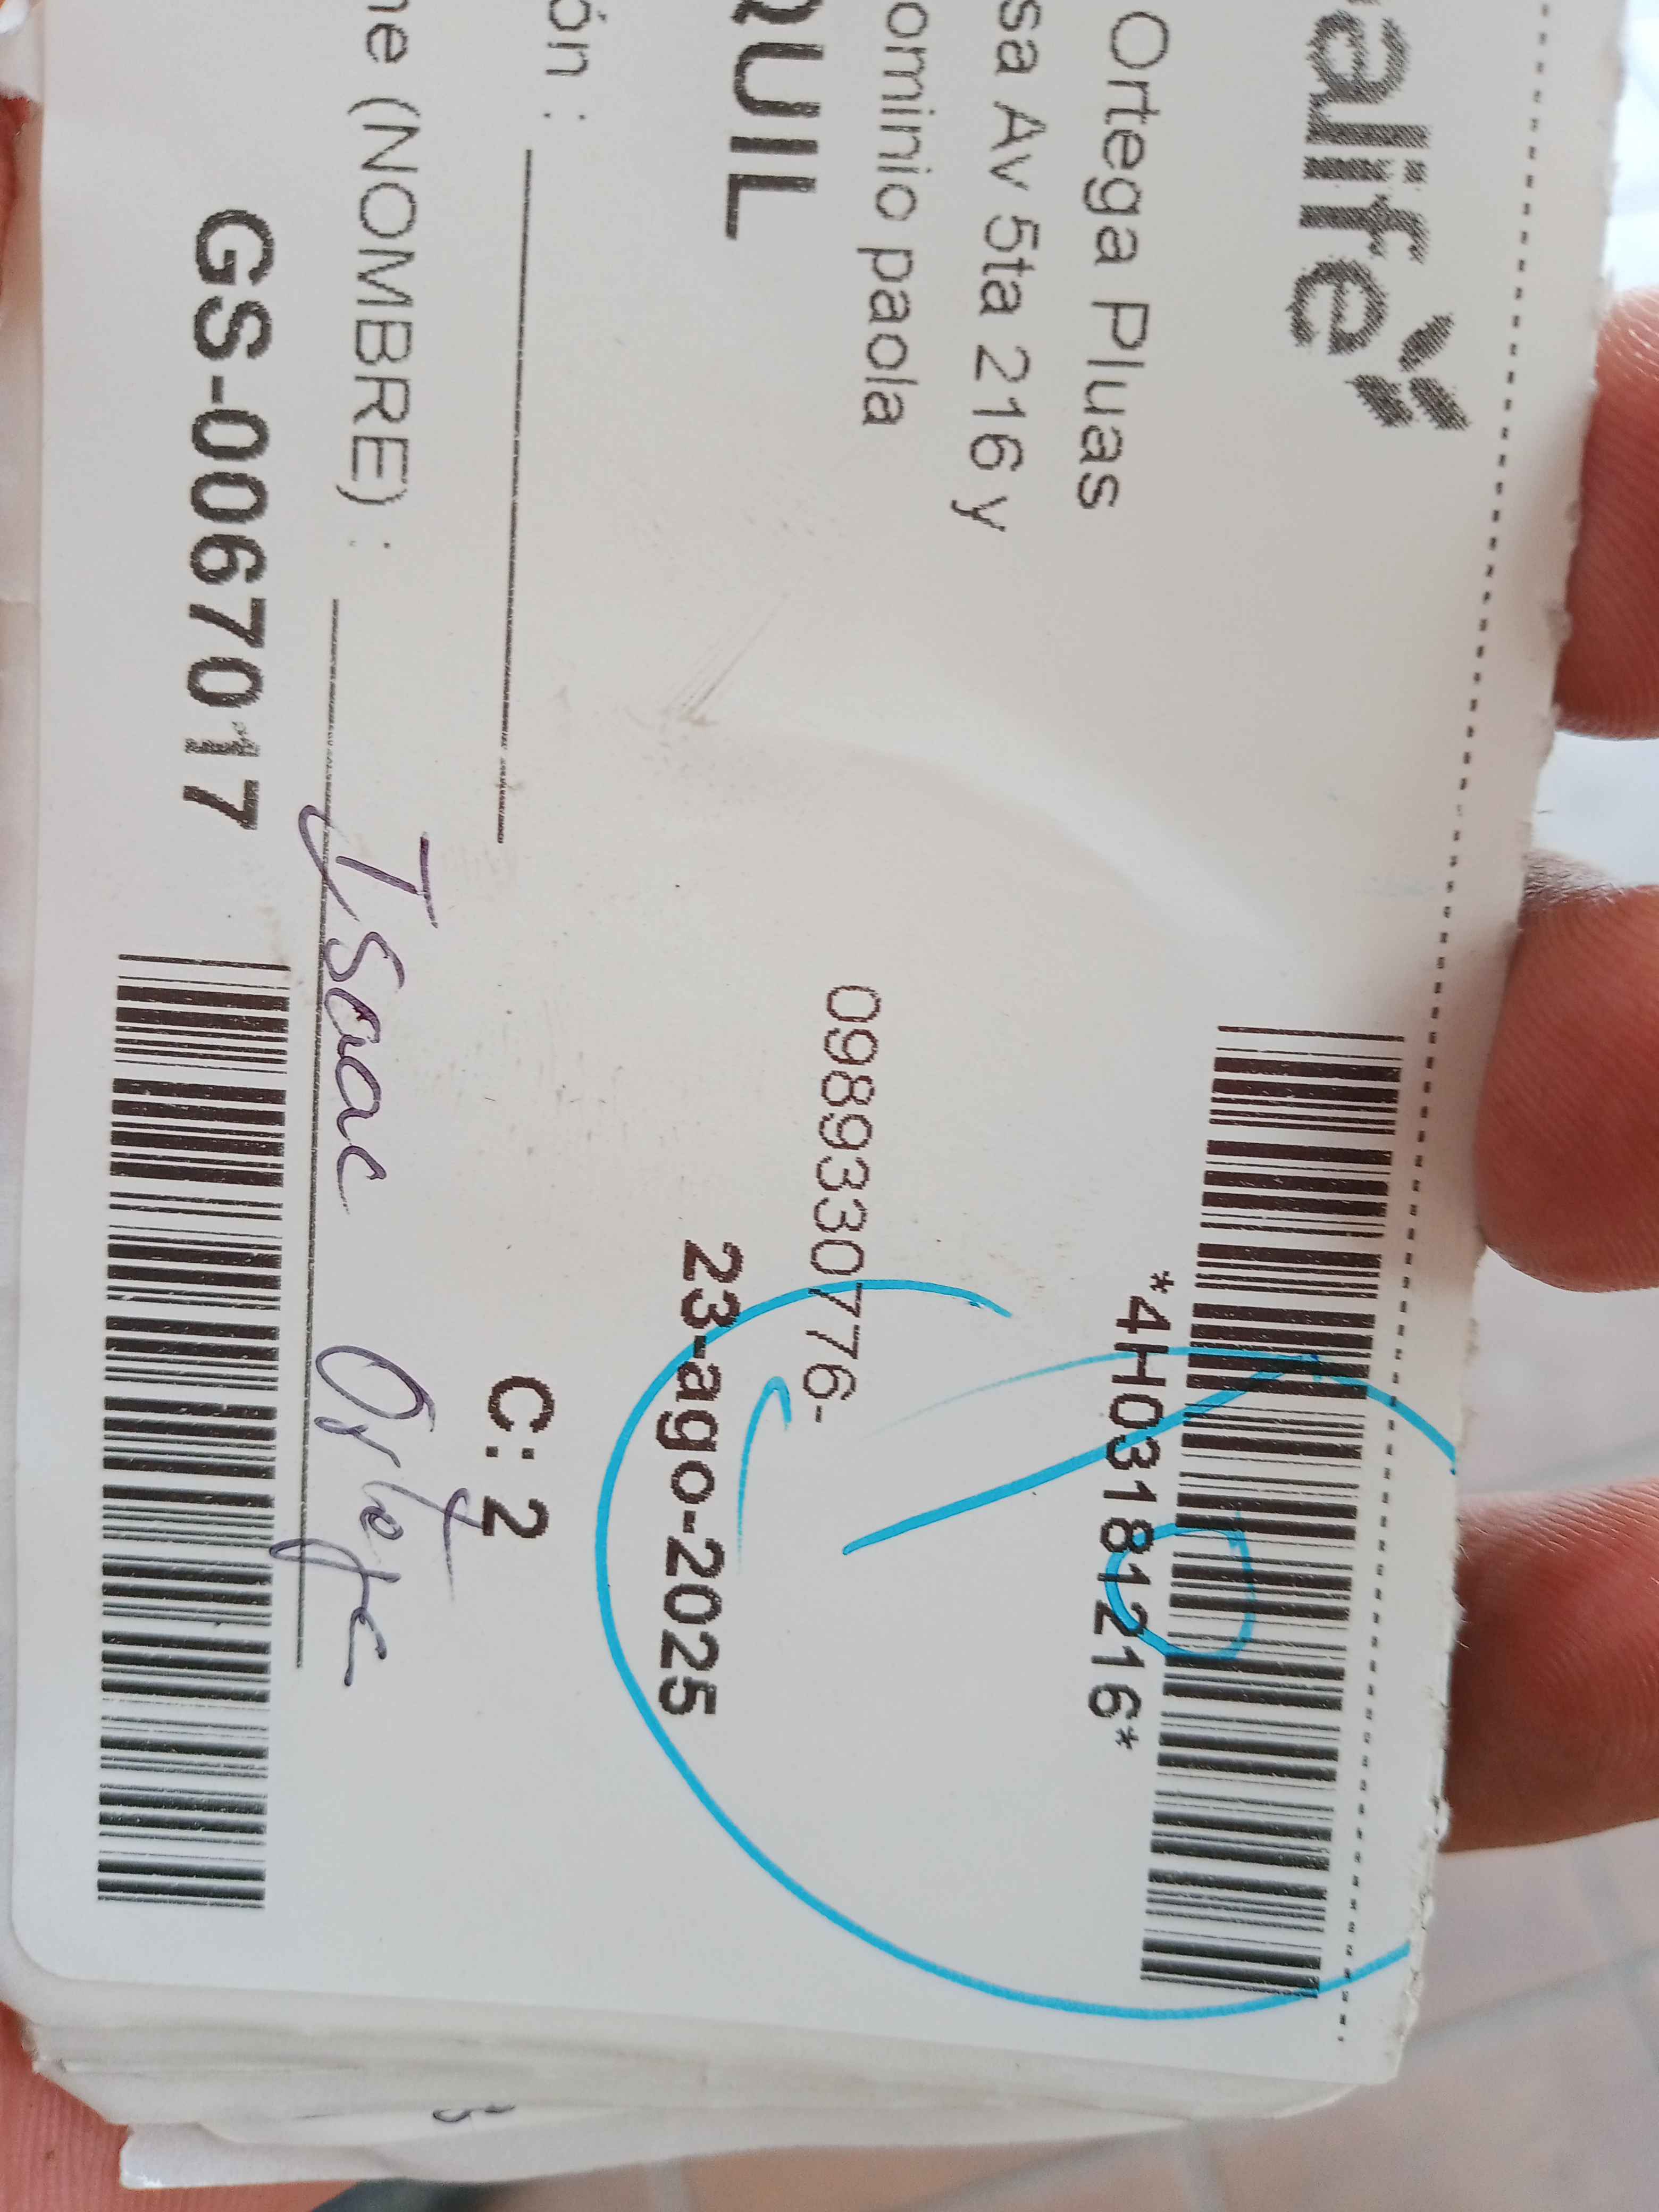 alife
*4H03181216*
Ortega Pluas
sa Av 5ta 216 y
ominio paola
0989330776-
QUIL
23-ago-2025
ón :
C: 2
ne (NOMBRE) : Isaac Ortega
GS-0067017